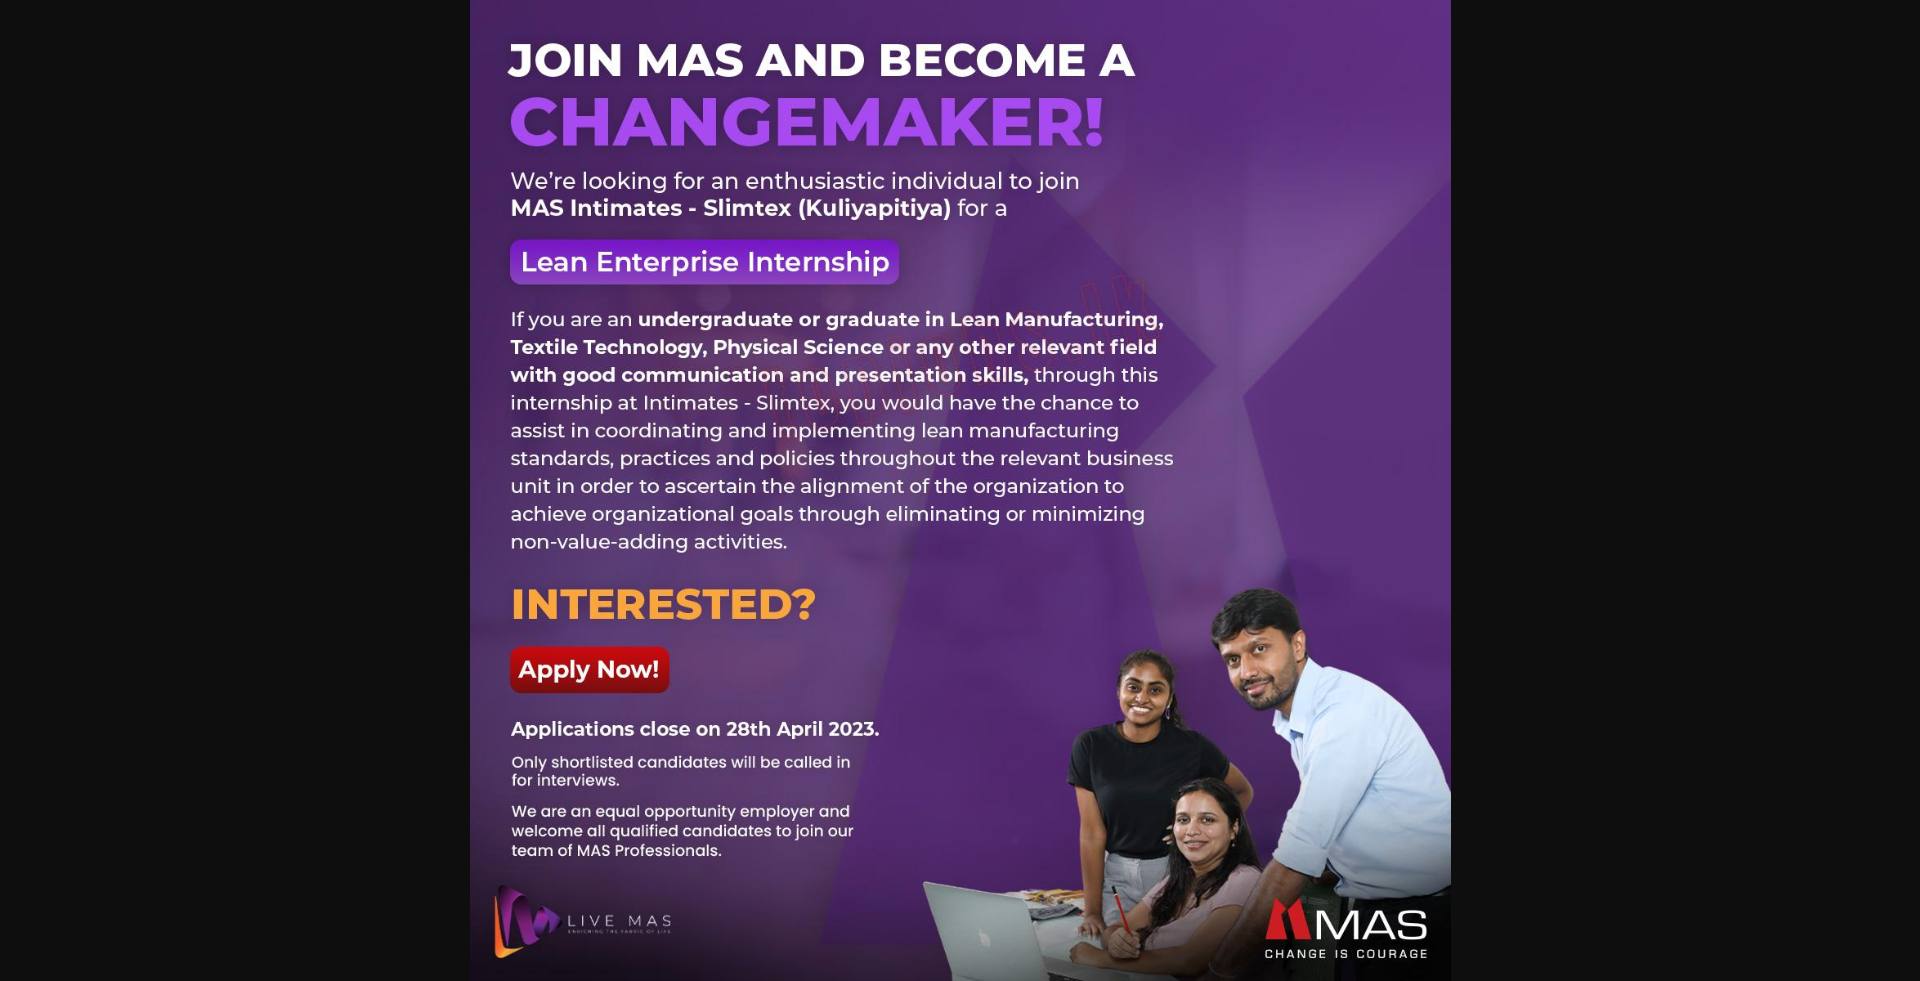 JOIN MAS AND BECOME A
CHANGEMAKER!
We’re looking for an enthusiastic individual to join
MAS Intimates - Slimtex (Kuliyapitiya) for a
Lean Enterprise Internship
If you are an undergraduate or graduate in Lean Manufacturing,
Textile Technology, Physical Science or any other relevant field
with good communication and presentation skills, through this
internship at Intimates - Slimtex, you would have the chance to
assist in coordinating and implementing lean manufacturing
standards, practices and policies throughout the relevant business
unit in order to ascertain the alignment of the organization to
achieve organizational goals through eliminating or minimizing
non-value-adding activities.
INTERESTED?
Apply Now!
Applications close on 28th April 2023.
Only shortlisted candidates will be called in
for interviews.
We are an equal opportunity employer and
welcome all qualified candidates to join our
team of MAS Professionals.
LIVE MAS
ENRICHING THE FABRIC OF LIFE
MAS
CHANGE IS COURAGE